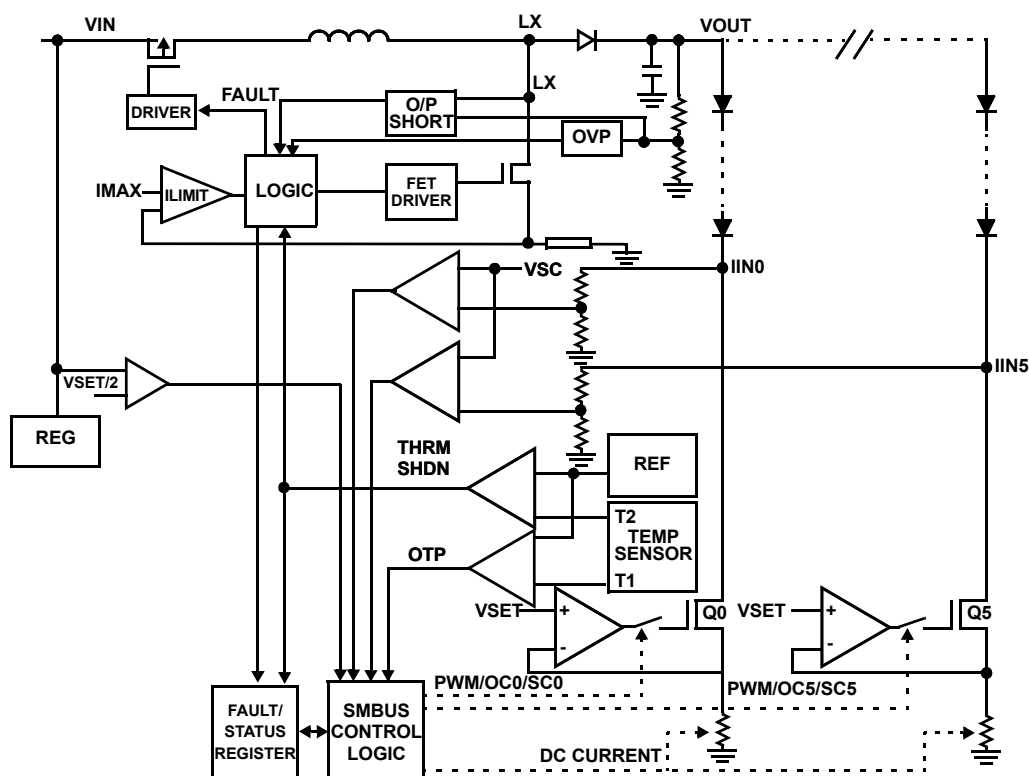 VIN
LX
VOUT
LX
FAULT
DRIVER
O/P
SHORT
OVP
IMAX
ILIMIT
LOGIC
FET
DRIVER
VSC
IIN0
VSET/2
IIN5
REG
THRM
SHDN
REF
T2
TEMP
SENSOR
OTP
T1
VSET
+
-
Q0
VSET
+
-
Q5
PWM/OC0/SC0
PWM/OC5/SC5
FAULT/
STATUS
REGISTER
SMBUS
CONTROL
LOGIC
DC CURRENT